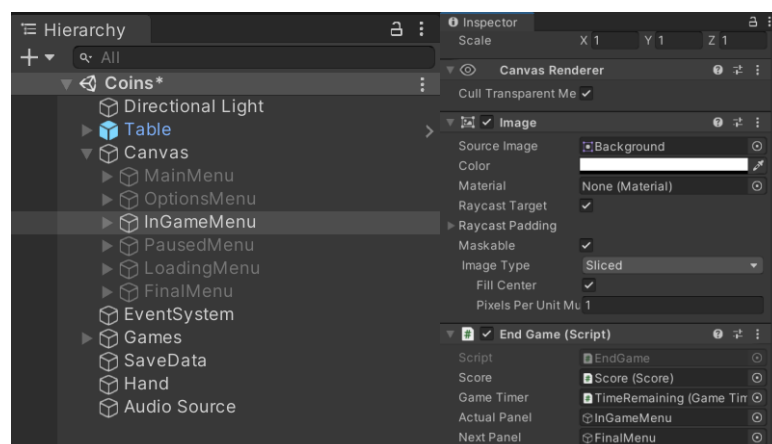 Hierarchy
All
Coins*
Directional Light
Table
Canvas
MainMenu
OptionsMenu
InGameMenu
PausedMenu
LoadingMenu
FinalMenu
EventSystem
Games
SaveData
Hand
Audio Source
Inspector
Scale X 1 Y 1 Z 1
Canvas Renderer
Cull Transparent Me
Image
Source Image Background
Color
Material None (Material)
Raycast Target
Raycast Padding
Maskable
Image Type Sliced
Fill Center
Pixels Per Unit Mu 1
# End Game (Script)
Script # EndGame
Score # Score (Score)
Game Timer # TimeRemaining (Game Tim
Actual Panel InGameMenu
Next Panel FinalMenu